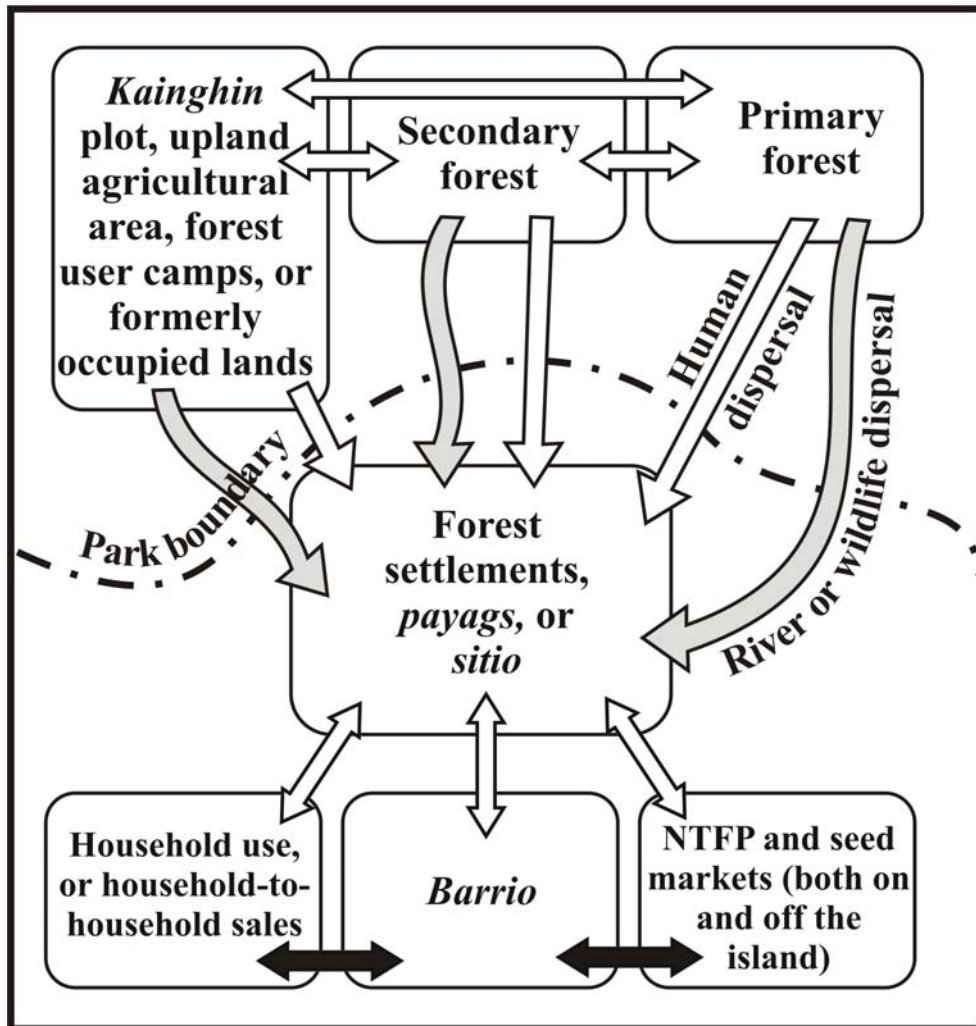 Kainghin
plot, upland
agricultural
area, forest
user camps, or
formerly
occupied lands
Secondary
forest
Primary
forest
Human
dispersal
River or wildlife dispersal
Park boundary
Forest
settlements,
payags, or
sitio
Household use,
or household-to-
household sales
Barrio
NTFP and seed
markets (both on
and off the
island)